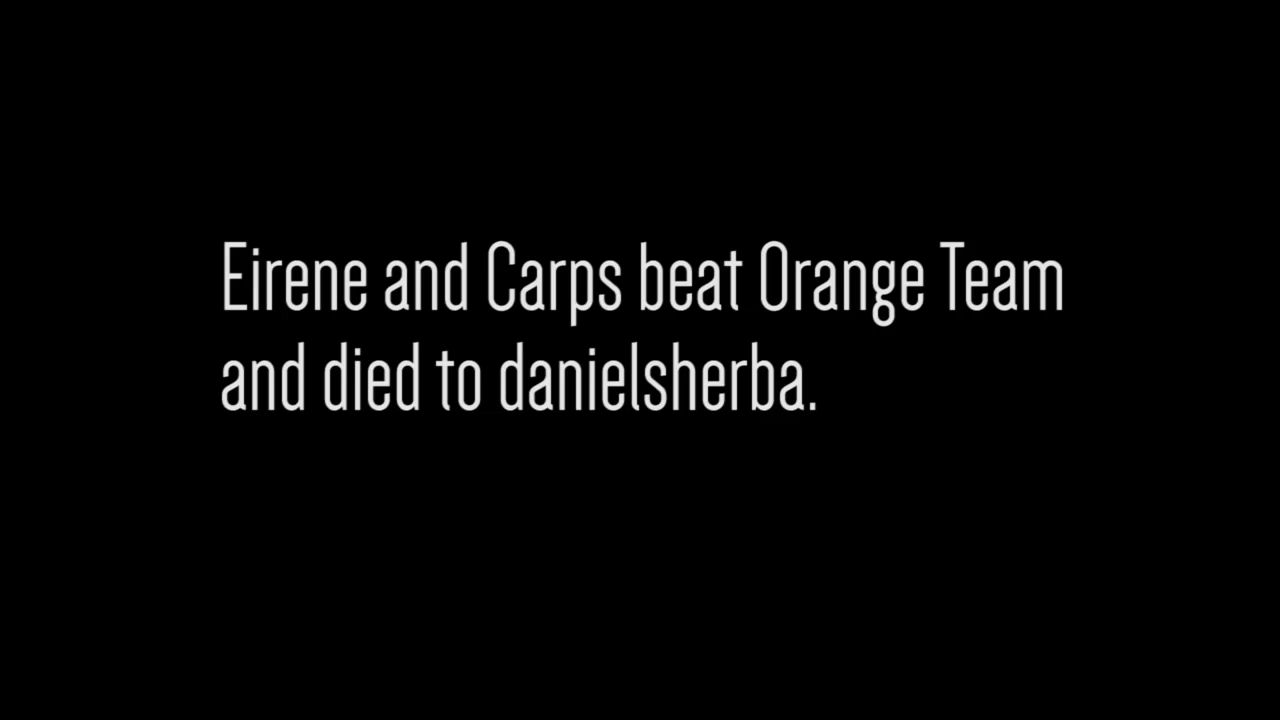 Eirene and Carps beat Orange Team
and died to danielsherba.